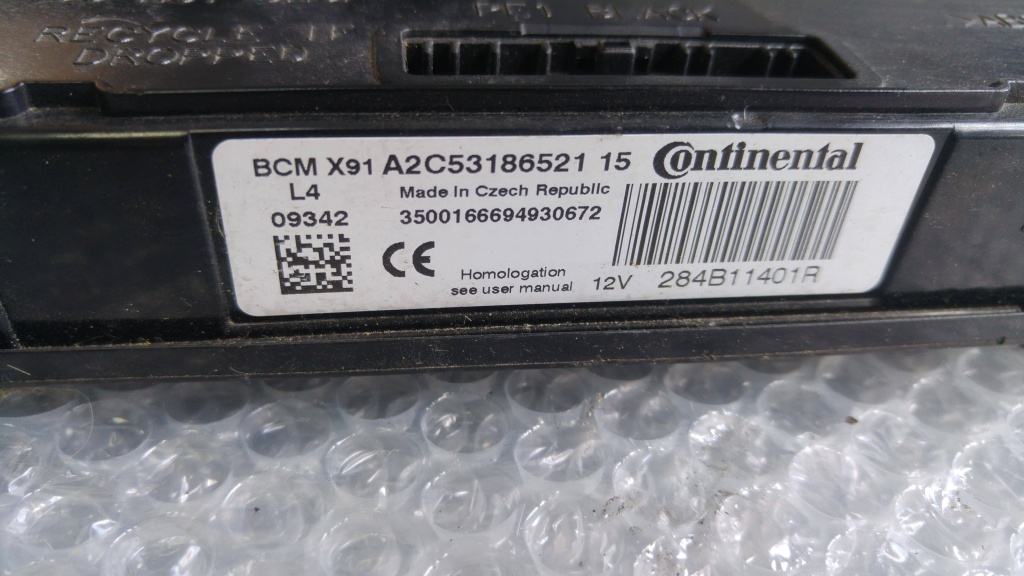 RECYCLE IF
DROPPED
BCM X91 A2C53186521 15 Continental
L4 Made in Czech Republic
09342 3500166694930672
CE
Homologation
see user manual 12V 284B11401R